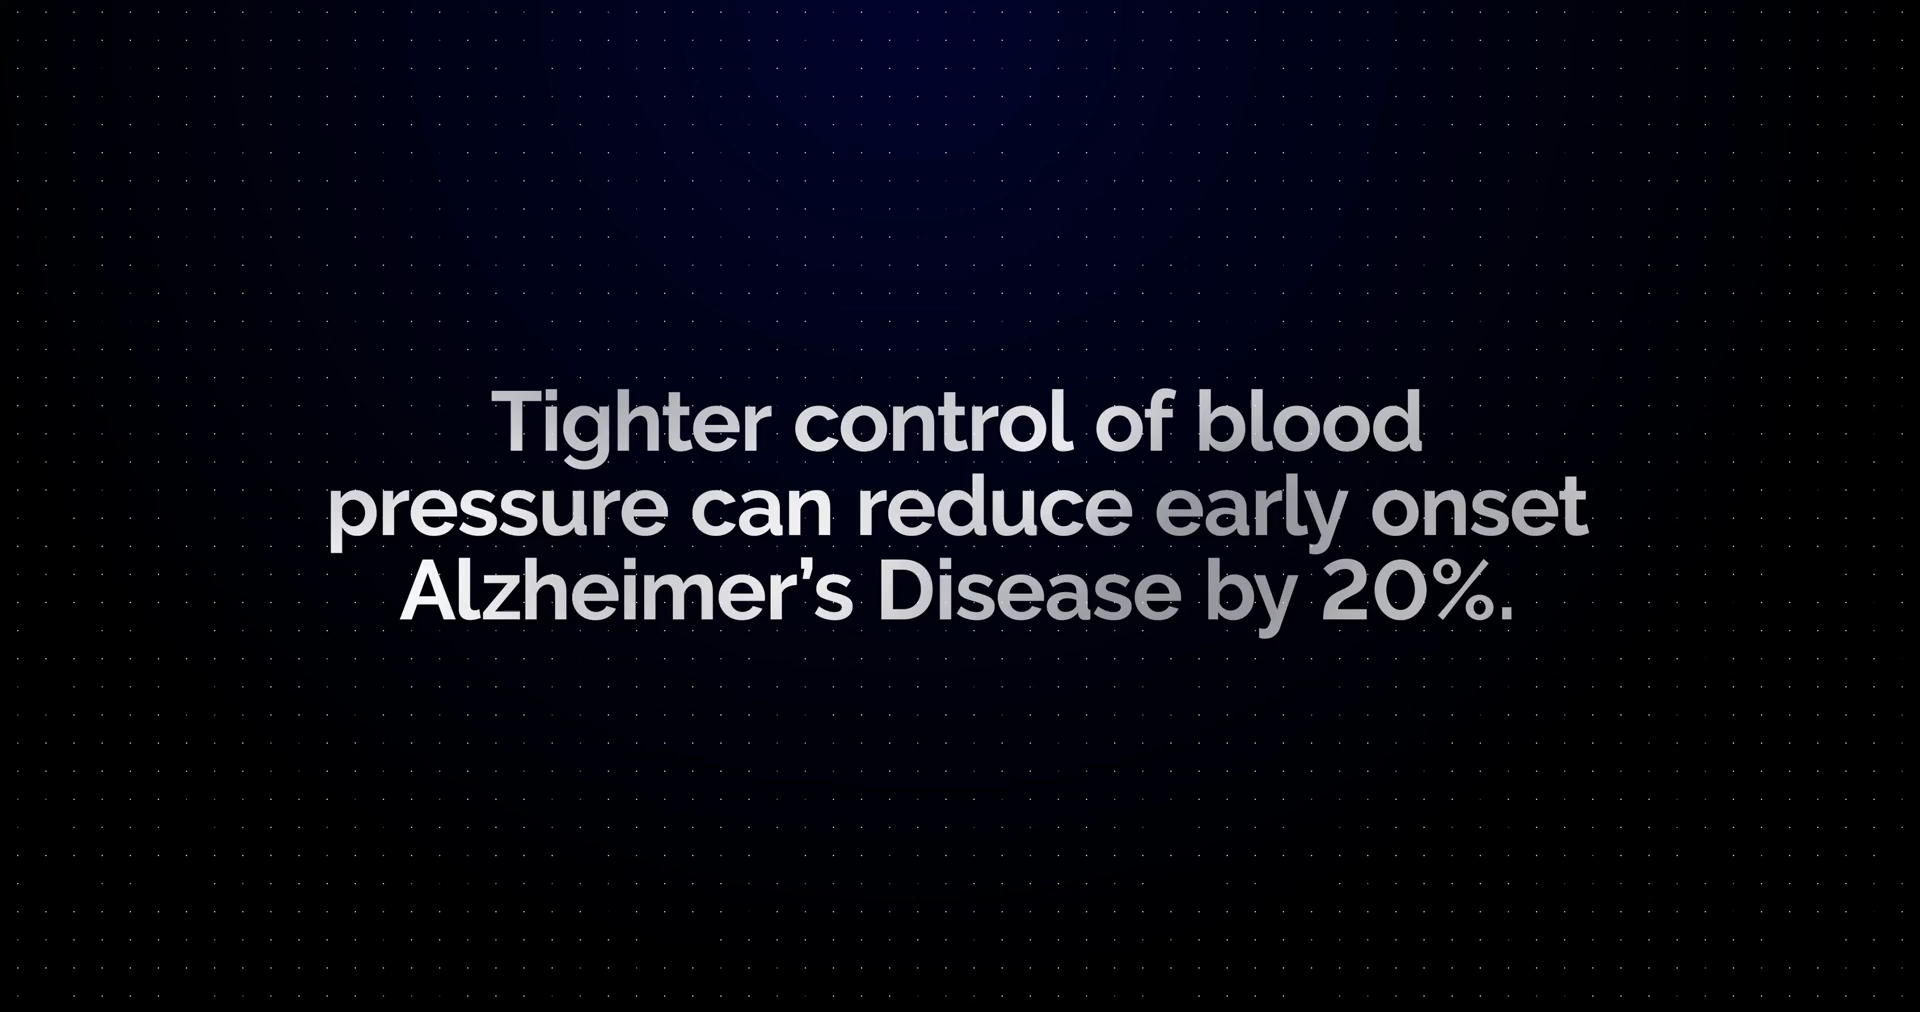 Tighter control of blood
pressure can reduce early onset
Alzheimer’s Disease by 20%.